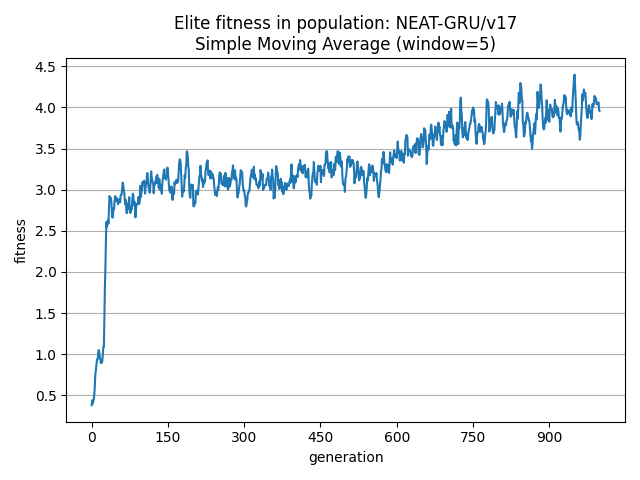 Elite fitness in population: NEAT-GRU/v17
Simple Moving Average (window=5)
4.5
4.0
3.5
3.0
2.5
2.0
1.5
1.0
0.5
fitness
0 150 300 450 600 750 900
generation